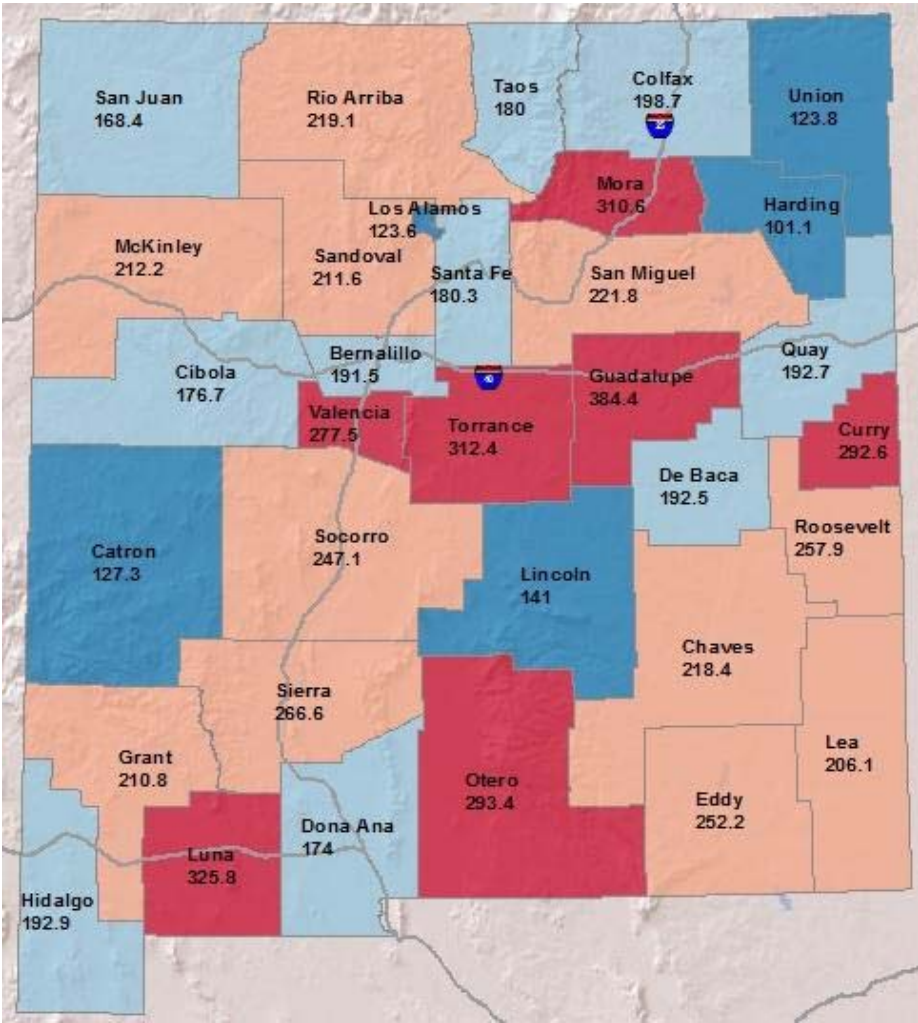 San Juan
168.4
Rio Arriba
219.1
Taos
180
Colfax
198.7
Union
123.8
Mora
310.6
Harding
101.1
Los Alamos
123.6
McKinley
212.2
Sandoval
211.6
Santa Fe
180.3
San Miguel
221.8
Cibola
176.7
Bernalillo
191.5
Quay
192.7
Valencia
277.5
Torrance
312.4
40
Guadalupe
384.4
Curry
292.6
De Baca
192.5
Roosevelt
257.9
Catron
127.3
Socorro
247.1
Lincoln
141
Chaves
218.4
Sierra
266.6
Grant
210.8
Otero
293.4
Lea
206.1
Eddy
252.2
Luna
325.8
Dona Ana
174
Hidalgo
192.9